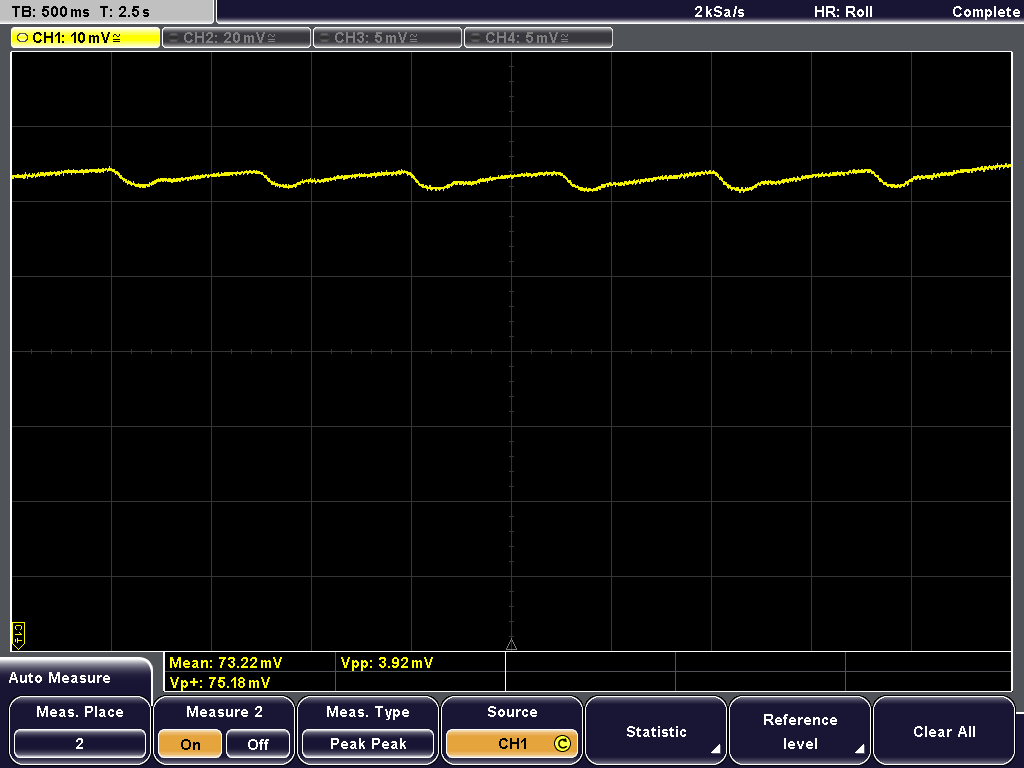 TB: 500 ms T: 2.5 s 2 kSa/s HR: Roll Complete
CH1: 10 mV≅ CH2: 20 mV≅ CH3: 5 mV≅ CH4: 5 mV≅
C1
Mean: 73.22 mV Vpp: 3.92 mV
Vp+: 75.18 mV
Auto Measure
Meas. Place Measure 2 Meas. Type Source Statistic Reference level Clear All
2 On Off Peak Peak CH1 C